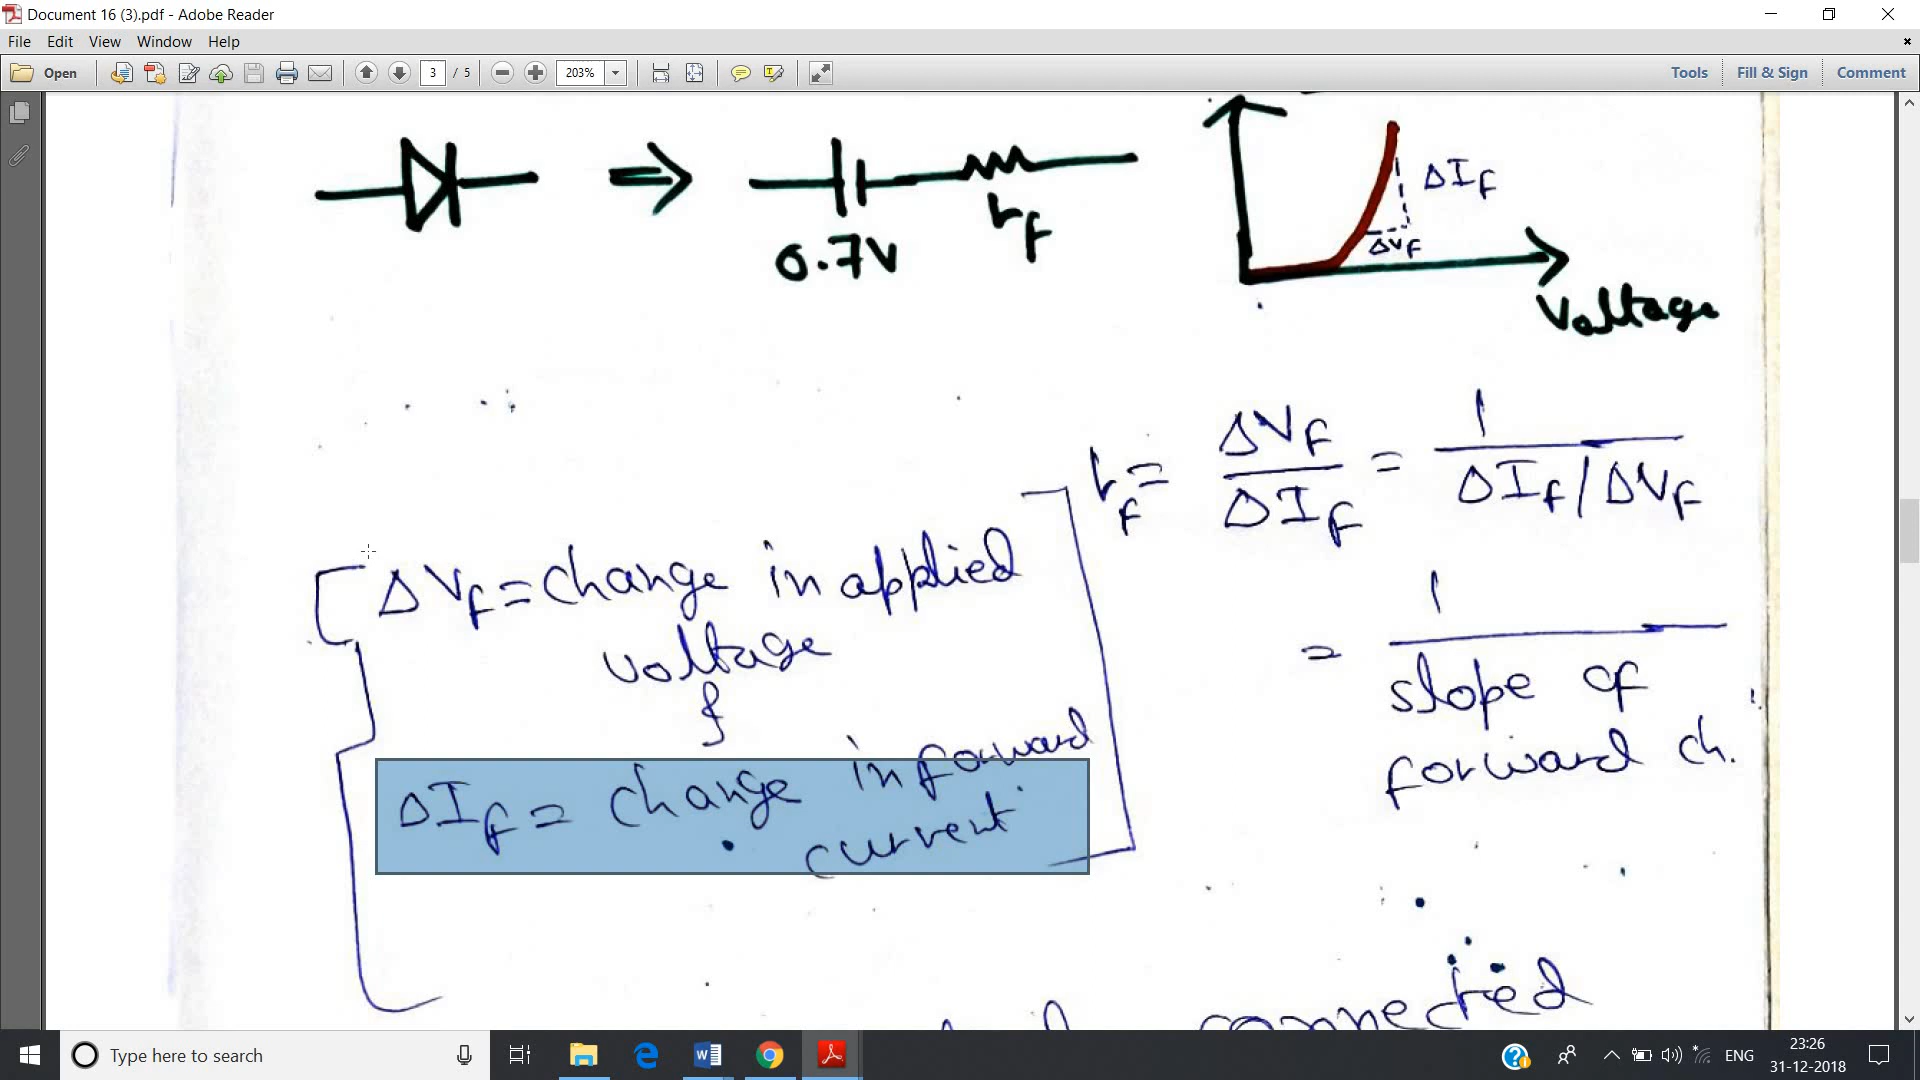 Document 16 (3).pdf - Adobe Reader
File Edit View Window Help
Open 3 / 5 203% Tools Fill & Sign Comment
ΔIF
rF
ΔVF
0.7V
Voltage
rF = ΔVF / ΔIF = 1 / ΔIF/ΔVF
ΔVF = change in applied
voltage
&
= 1 / slope of
forward ch.
ΔIF = change in forward
current
connected
Type here to search
ENG
23:26
31-12-2018